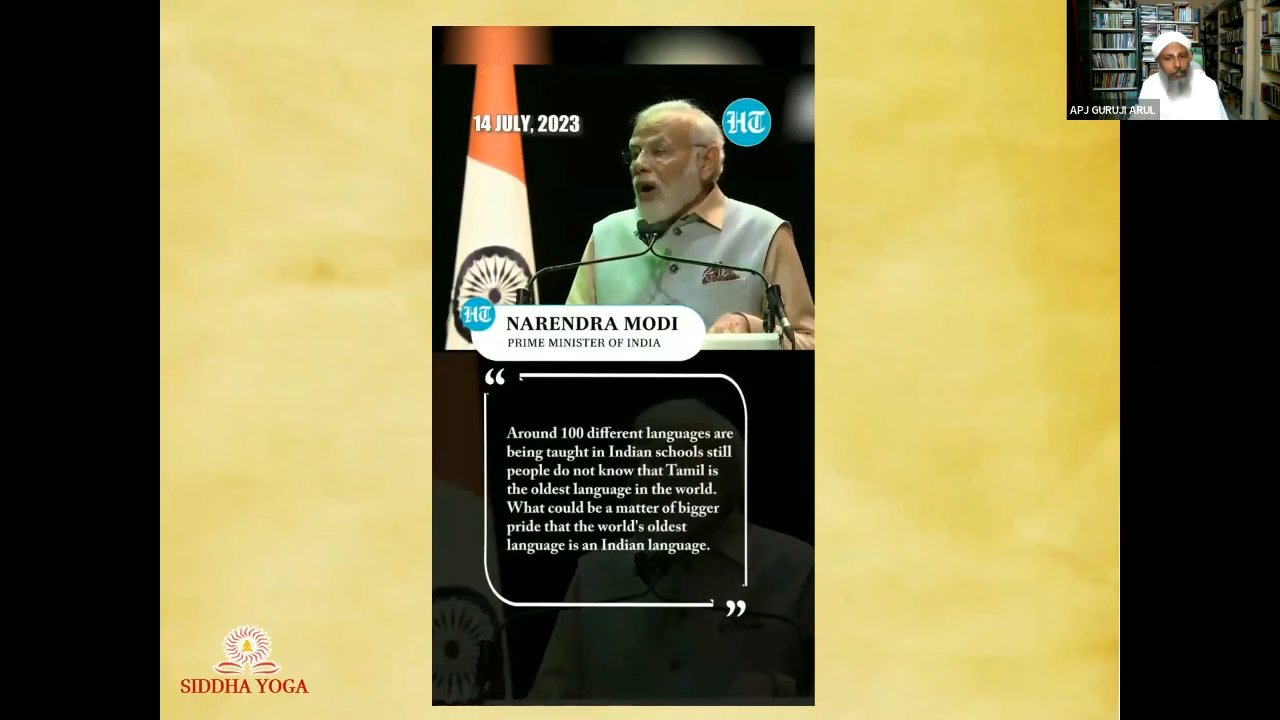 APJ GURUJI ARUL
14 JULY, 2023
HT
HT
NARENDRA MODI
PRIME MINISTER OF INDIA
“
Around 100 different languages are
being taught in Indian schools still
people do not know that Tamil is
the oldest language in the world.
What could be a matter of bigger
pride that the world's oldest
language is an Indian language.
”
SIDDHA YOGA